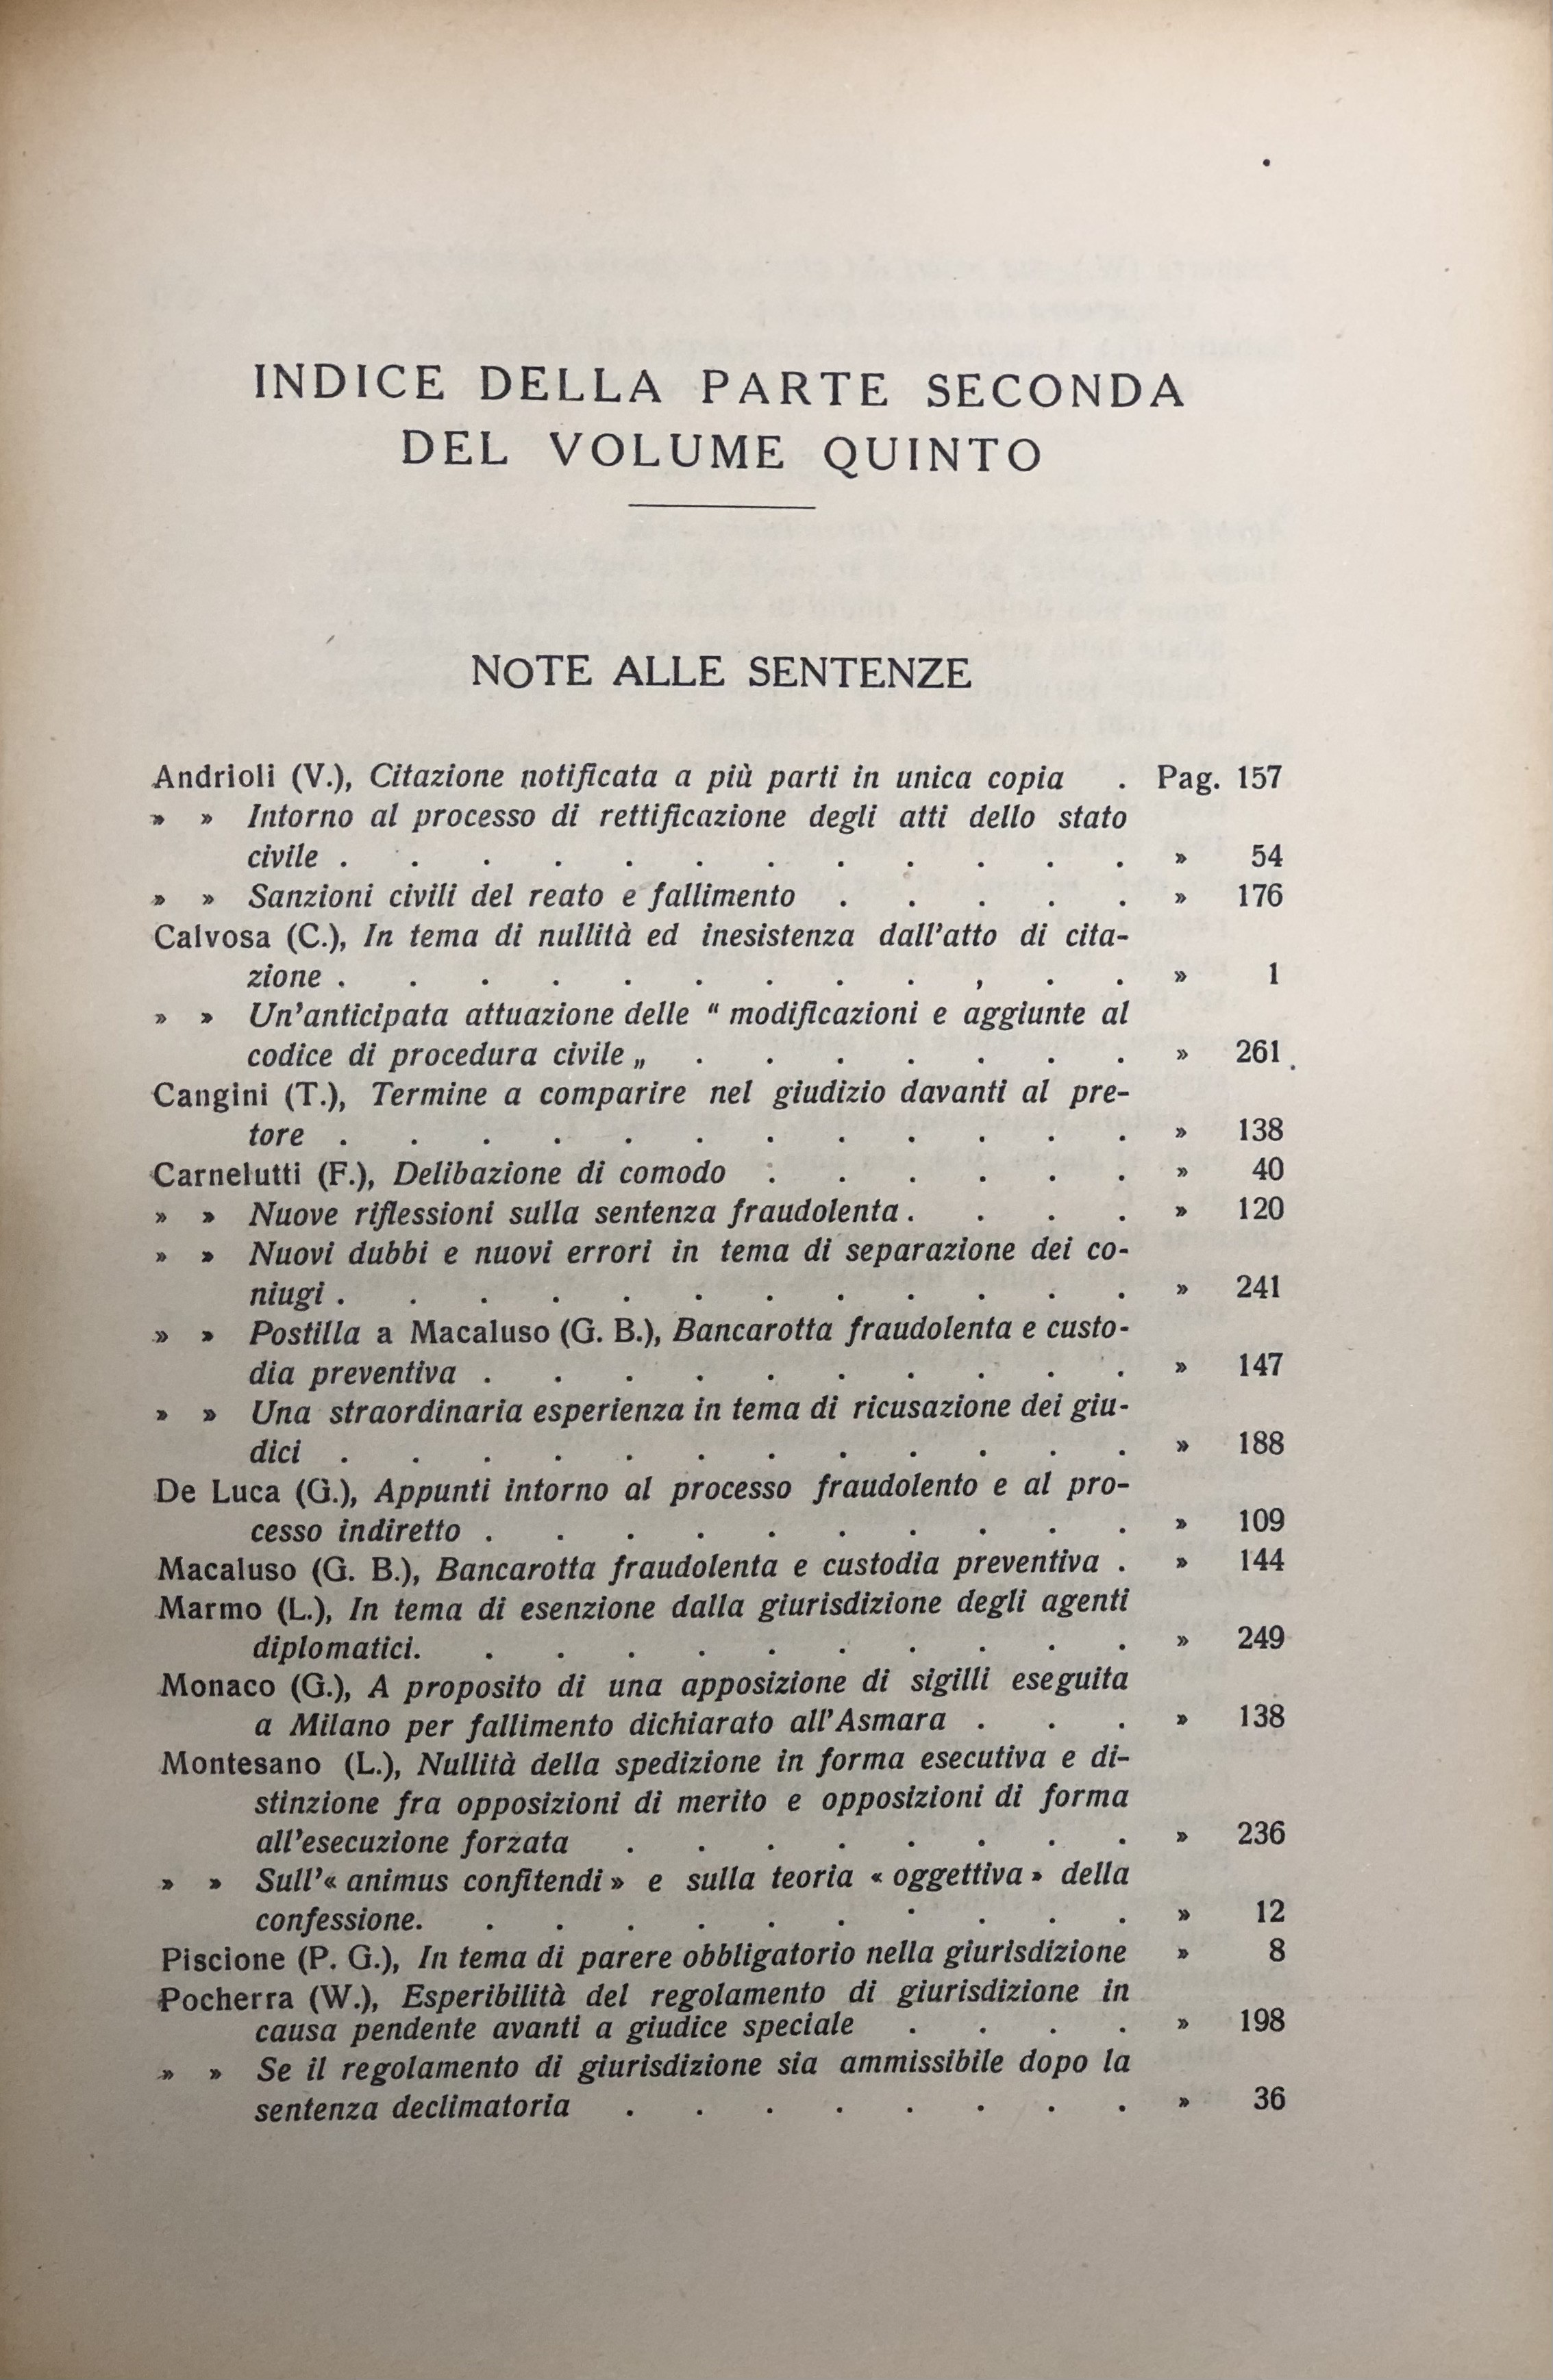 INDICE DELLA PARTE SECONDA
DEL VOLUME QUINTO
NOTE ALLE SENTENZE
Andrioli (V.), Citazione notificata a più parti in unica copia . Pag. 157
» » Intorno al processo di rettificazione degli atti dello stato
civile . . . . . . . . . . . . » 54
» » Sanzioni civili del reato e fallimento . . . . . » 176
Calvosa (C.), In tema di nullità ed inesistenza dall'atto di cita-
zione . . . . . . . . . , . . » 1
» » Un'anticipata attuazione delle “ modificazioni e aggiunte al
codice di procedura civile „ . . . . . . . » 261
Cangini (T.), Termine a comparire nel giudizio davanti al pre-
tore . . . . . . . . . . . . » 138
Carnelutti (F.), Delibazione di comodo . . . . . . » 40
» » Nuove riflessioni sulla sentenza fraudolenta . . . . » 120
» » Nuovi dubbi e nuovi errori in tema di separazione dei co-
niugi . . . . . . . . . . . . » 241
» » Postilla a Macaluso (G. B.), Bancarotta fraudolenta e custo-
dia preventiva . . . . . . . . . . » 147
» » Una straordinaria esperienza in tema di ricusazione dei giu-
dici . . . . . . . . . . . . » 188
De Luca (G.), Appunti intorno al processo fraudolento e al pro-
cesso indiretto . . . . . . . . . . » 109
Macaluso (G. B.), Bancarotta fraudolenta e custodia preventiva . » 144
Marmo (L.), In tema di esenzione dalla giurisdizione degli agenti
diplomatici. . . . . . . . . . . » 249
Monaco (G.), A proposito di una apposizione di sigilli eseguita
a Milano per fallimento dichiarato all'Asmara . . . » 138
Montesano (L.), Nullità della spedizione in forma esecutiva e di-
stinzione fra opposizioni di merito e opposizioni di forma
all'esecuzione forzata . . . . . . . . » 236
» » Sull'« animus confitendi » e sulla teoria « oggettiva » della
confessione. . . . . . . . . . . » 12
Piscione (P. G.), In tema di parere obbligatorio nella giurisdizione » 8
Pocherra (W.), Esperibilità del regolamento di giurisdizione in
causa pendente avanti a giudice speciale . . . . » 198
» » Se il regolamento di giurisdizione sia ammissibile dopo la
sentenza declimatoria . . . . . . . . » 36